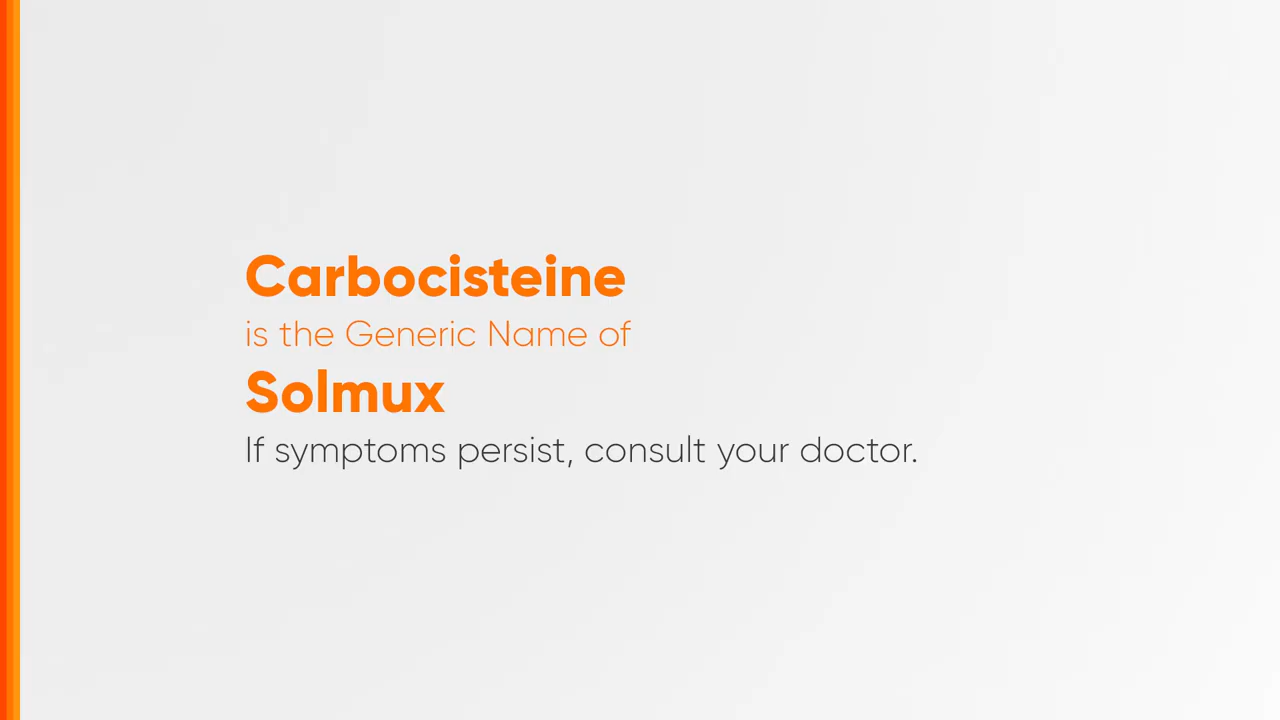 Carbocisteine
is the Generic Name of
Solmux
If symptoms persist, consult your doctor.